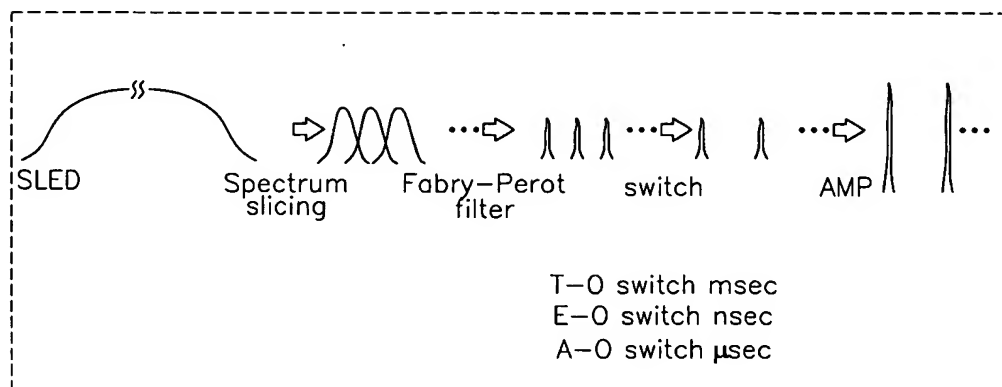 SLED
Spectrum
slicing
Fabry-Perot
filter
switch
AMP
T-O switch msec
E-O switch nsec
A-O switch μsec